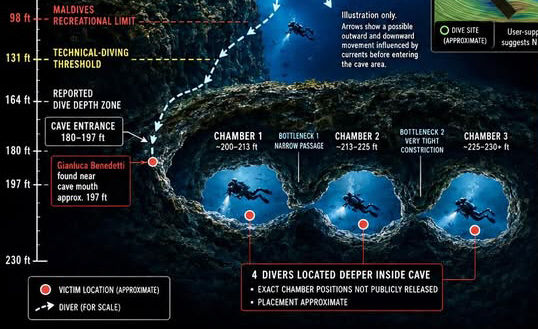 98 ft
MALDIVES
RECREATIONAL LIMIT
131 ft
TECHNICAL-DIVING
THRESHOLD
164 ft
REPORTED
DIVE DEPTH ZONE
CAVE ENTRANCE
180–197 ft
180 ft
Gianluca Benedetti
found near
cave mouth
approx. 197 ft
197 ft
230 ft
Illustration only.
Arrows show a possible
outward and downward
movement influenced by
currents before entering
the cave area.
DIVE SITE
(APPROXIMATE)
User-supp
suggests N
CHAMBER 1
~200–213 ft
BOTTLENECK 1
NARROW PASSAGE
CHAMBER 2
~213–225 ft
BOTTLENECK 2
VERY TIGHT
CONSTRICTION
CHAMBER 3
~225–230+ ft
4 DIVERS LOCATED DEEPER INSIDE CAVE
• EXACT CHAMBER POSITIONS NOT PUBLICLY RELEASED
• PLACEMENT APPROXIMATE
VICTIM LOCATION (APPROXIMATE)
DIVER (FOR SCALE)